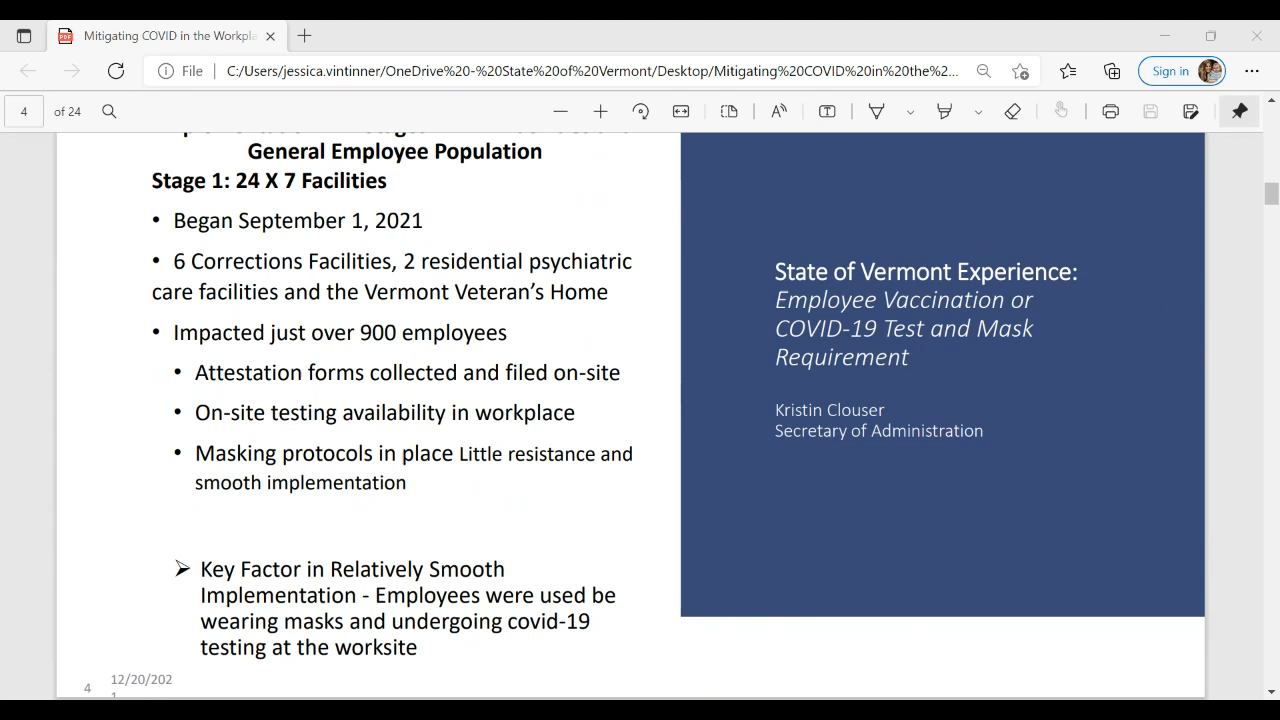 Mitigating COVID in the Workpla
File
C:/Users/jessica.vintinner/OneDrive%20-%20State%20of%20Vermont/Desktop/Mitigating%20COVID%20in%20the%2...
Sign in
4 of 24
General Employee Population
Stage 1: 24 X 7 Facilities
• Began September 1, 2021
• 6 Corrections Facilities, 2 residential psychiatric
care facilities and the Vermont Veteran's Home
• Impacted just over 900 employees
• Attestation forms collected and filed on-site
• On-site testing availability in workplace
• Masking protocols in place Little resistance and
smooth implementation
➢ Key Factor in Relatively Smooth
Implementation - Employees were used be
wearing masks and undergoing covid-19
testing at the worksite
4
12/20/202
State of Vermont Experience:
Employee Vaccination or
COVID-19 Test and Mask
Requirement
Kristin Clouser
Secretary of Administration